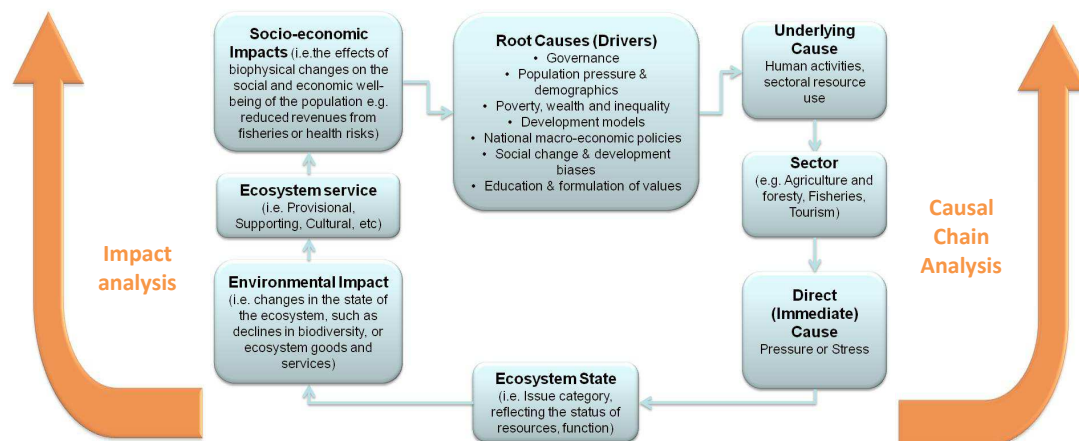 Socio-economic
Impacts (i.e.the effects of
biophysical changes on the
social and economic well-
being of the population e.g.
reduced revenues from
fisheries or health risks)
Root Causes (Drivers)
• Governance
• Population pressure &
demographics
• Poverty, wealth and inequality
• Development models
• National macro-economic policies
• Social change & development
biases
• Education & formulation of values
Underlying
Cause
Human activities,
sectoral resource
use
Sector
(e.g. Agriculture and
foresty, Fisheries,
Tourism)
Direct
(Immediate)
Cause
Pressure or Stress
Ecosystem State
(i.e. Issue category,
reflecting the status of
resources, function)
Environmental Impact
(i.e. changes in the state of
the ecosystem, such as
declines in biodiversity, or
ecosystem goods and
services)
Ecosystem service
(i.e. Provisional,
Supporting, Cultural, etc)
Impact
analysis
Causal
Chain
Analysis